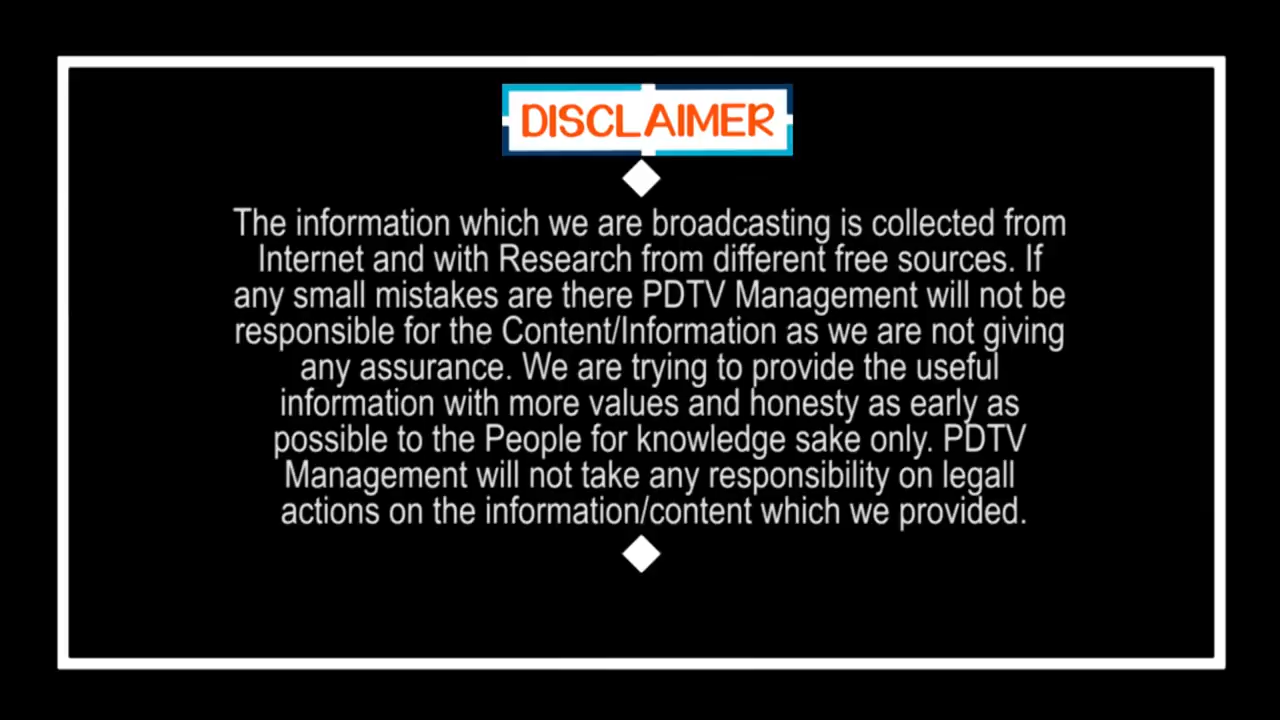 DISCLAIMER
The information which we are broadcasting is collected from
Internet and with Research from different free sources. If
any small mistakes are there PDTV Management will not be
responsible for the Content/Information as we are not giving
any assurance. We are trying to provide the useful
information with more values and honesty as early as
possible to the People for knowledge sake only. PDTV
Management will not take any responsibility on legall
actions on the information/content which we provided.